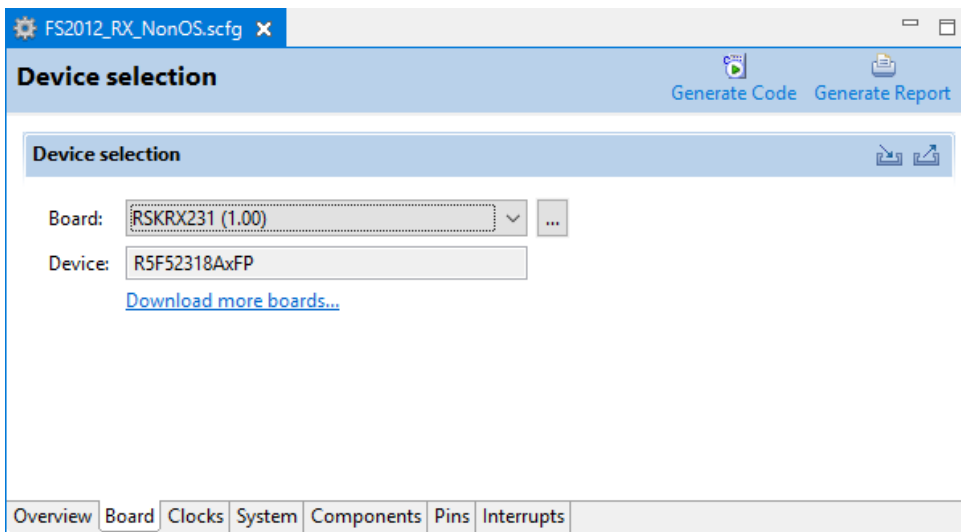 FS2012_RX_NonOS.scfg
Device selection
Generate Code Generate Report
Device selection
Board: RSKRX231 (1.00) ...
Device: R5F52318AxFP
Download more boards...
Overview Board Clocks System Components Pins Interrupts